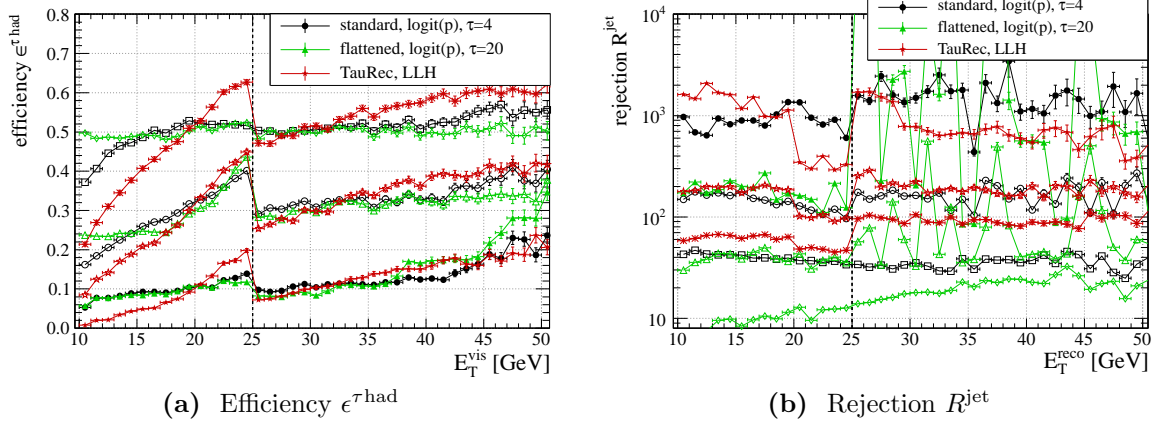 efficiency ϵ^τ had
0.8
0.7
0.6
0.5
0.4
0.3
0.2
0.1
0.0
standard, logit(p), τ=4
flattened, logit(p), τ=20
TauRec, LLH
10 15 20 25 30 35 40 45 50
E_T^vis [GeV]
(a) Efficiency ϵ^τ had
rejection R^jet
10^4
10^3
10^2
10
standard, logit(p), τ=4
flattened, logit(p), τ=20
TauRec, LLH
10 15 20 25 30 35 40 45 50
E_T^reco [GeV]
(b) Rejection R^jet